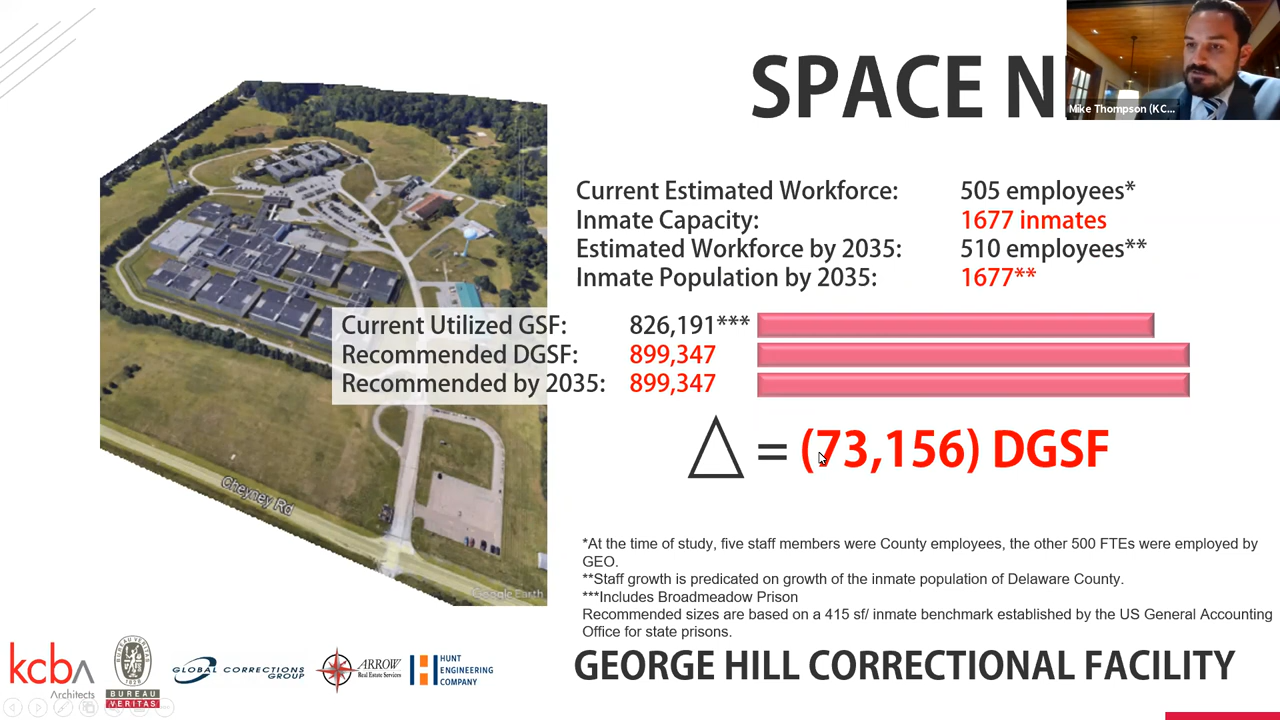 SPACE N
Mike Thompson (KC...
Current Estimated Workforce: 505 employees*
Inmate Capacity: 1677 inmates
Estimated Workforce by 2035: 510 employees**
Inmate Population by 2035: 1677**
Current Utilized GSF: 826,191***
Recommended DGSF: 899,347
Recommended by 2035: 899,347
△ = (73,156) DGSF
Cheyney Rd
Google Earth
*At the time of study, five staff members were County employees, the other 500 FTEs were employed by
GEO.
**Staff growth is predicated on growth of the inmate population of Delaware County.
***Includes Broadmeadow Prison
Recommended sizes are based on a 415 sf/ inmate benchmark established by the US General Accounting
Office for state prisons.
GEORGE HILL CORRECTIONAL FACILITY
kcba
Architects
BUREAU VERITAS
1828
BUREAU
VERITAS
GLOBAL CORRECTIONS
GROUP
ARROW
Real Estate Services
HUNT
ENGINEERING
COMPANY